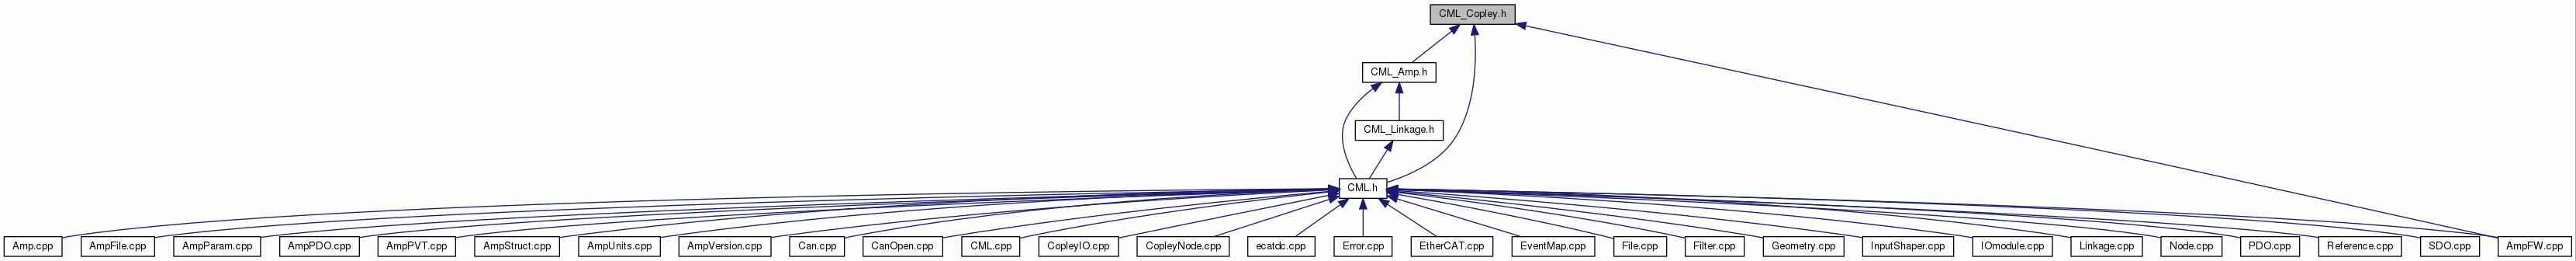 CML_Copley.h
CML_Amp.h
CML_Linkage.h
CML.h
Amp.cpp AmpFile.cpp AmpParam.cpp AmpPDO.cpp AmpPVT.cpp AmpStruct.cpp AmpUnits.cpp AmpVersion.cpp Can.cpp CanOpen.cpp CML.cpp CopleyIO.cpp CopleyNode.cpp ecatdc.cpp Error.cpp EtherCAT.cpp EventMap.cpp File.cpp Filter.cpp Geometry.cpp InputShaper.cpp IOmodule.cpp Linkage.cpp Node.cpp PDO.cpp Reference.cpp SDO.cpp AmpFW.cpp